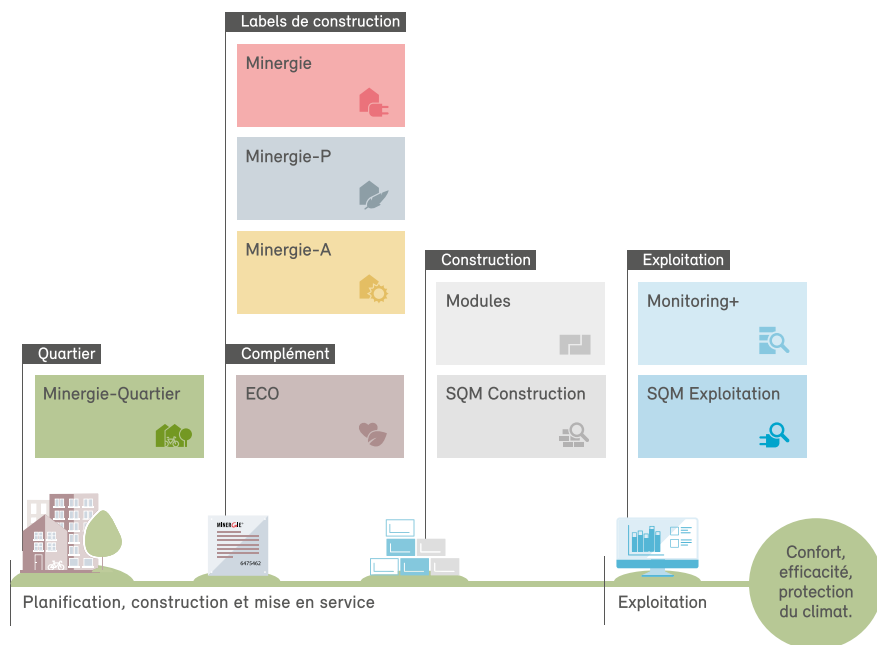 Labels de construction
Minergie
Minergie-P
Minergie-A
Construction
Exploitation
Modules
Monitoring+
Quartier
Complément
Minergie-Quartier
ECO
SQM Construction
SQM Exploitation
MINERGIE®
6475462
Planification, construction et mise en service
Exploitation
Confort,
efficacité,
protection
du climat.